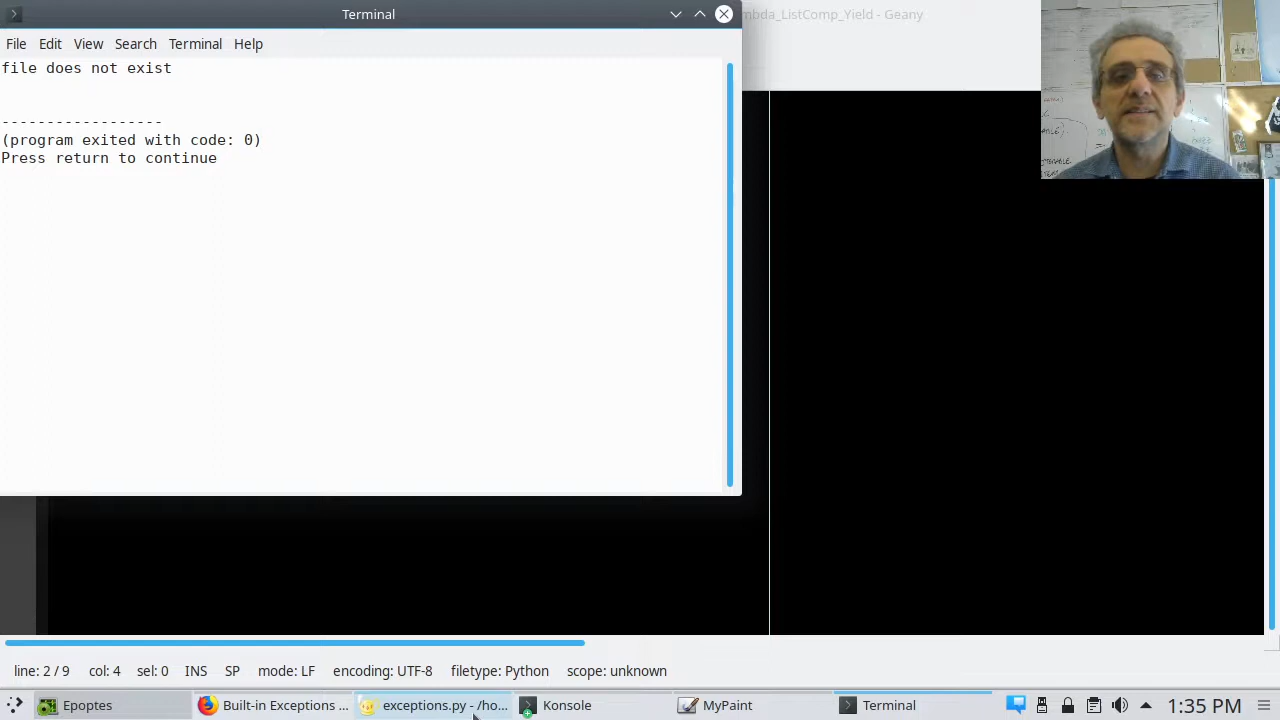 Terminal
mbda_ListComp_Yield - Geany
File Edit View Search Terminal Help
file does not exist
------------------
(program exited with code: 0)
Press return to continue
line: 2 / 9 col: 4 sel: 0 INS SP mode: LF encoding: UTF-8 filetype: Python scope: unknown
Epoptes
Built-in Exceptions ...
exceptions.py - /ho...
Konsole
MyPaint
Terminal
1:35 PM